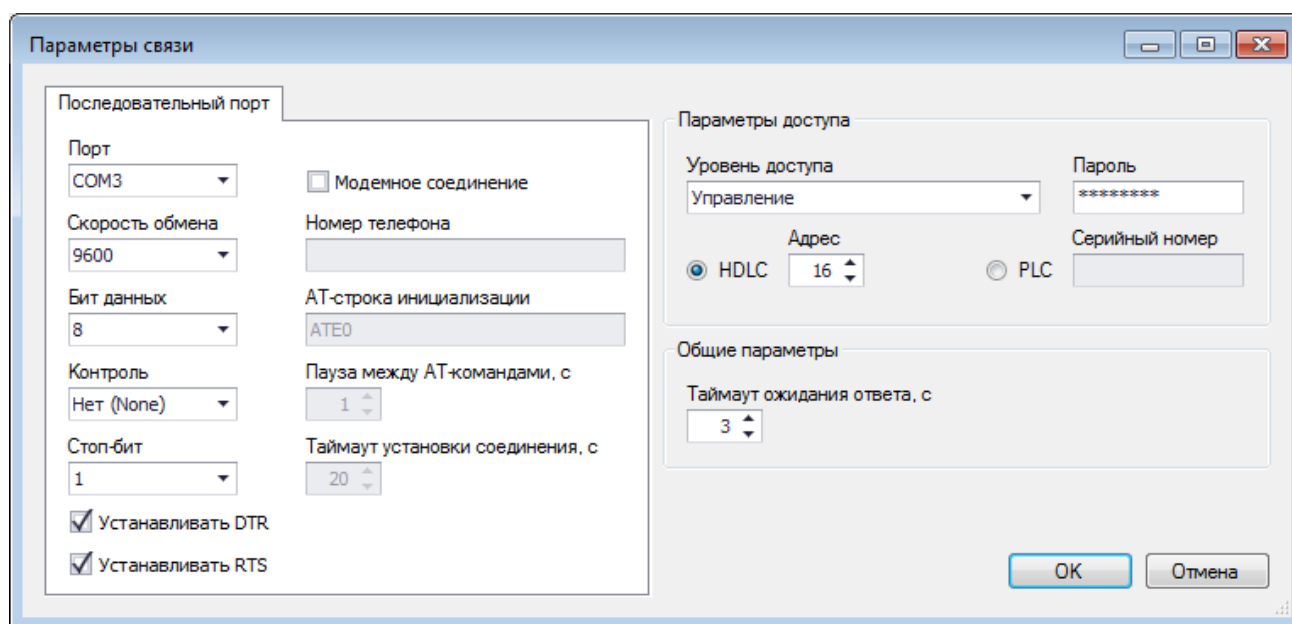 Параметры связи
Последовательный порт
Порт
COM3
Модемное соединение
Скорость обмена
Номер телефона
9600
Бит данных
AT-строка инициализации
8
ATE0
Контроль
Пауза между AT-командами, с
Нет (None)
1
Стоп-бит
Таймаут установки соединения, с
1
20
Устанавливать DTR
Устанавливать RTS
Параметры доступа
Уровень доступа
Пароль
Управление
********
Адрес
Серийный номер
HDLC
16
PLC
Общие параметры
Таймаут ожидания ответа, с
3
OK
Отмена